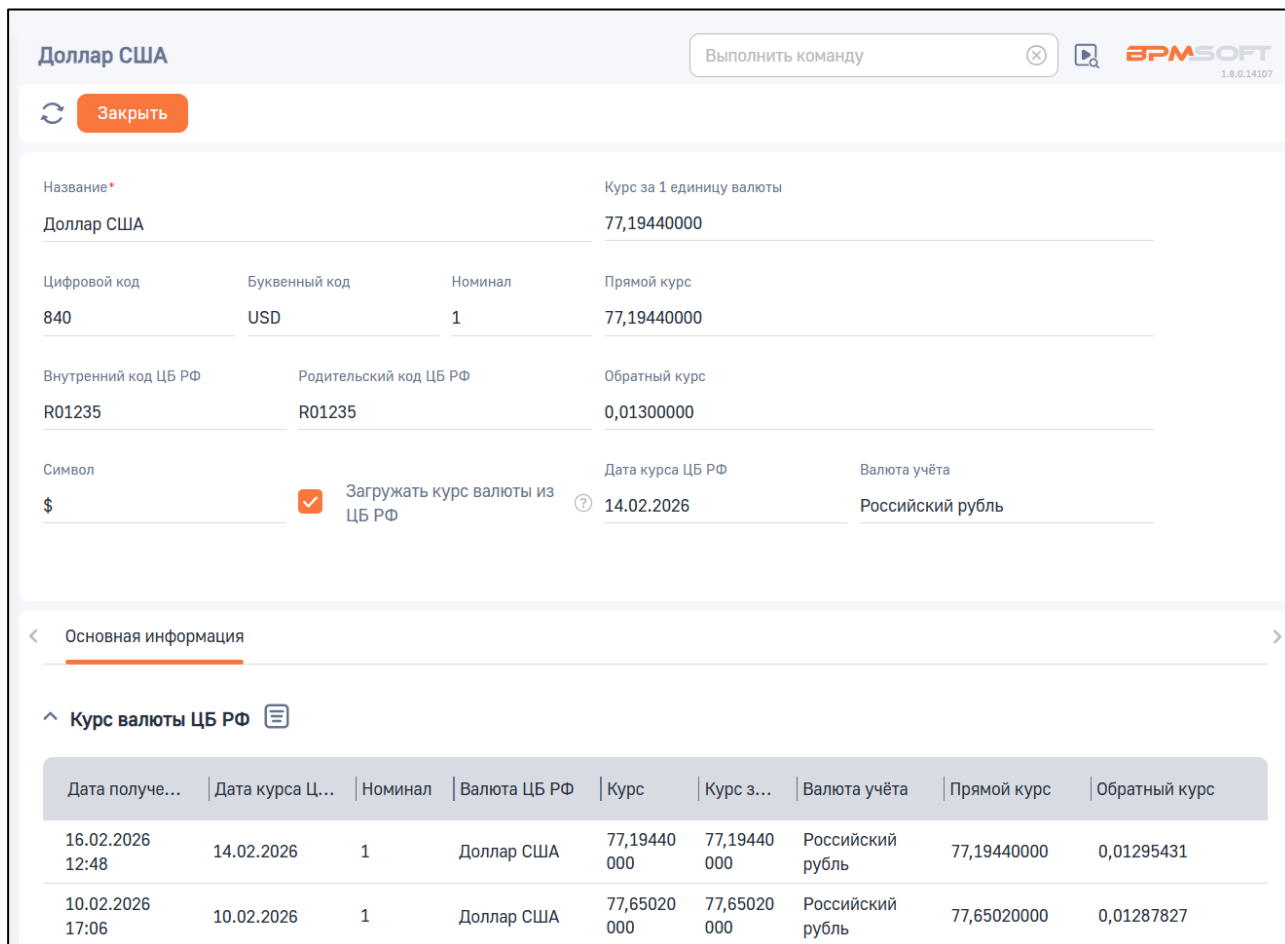 Доллар США
Выполнить команду
BPMSOFT
1.8.0.14107
Закрыть
Название*
Курс за 1 единицу валюты
Доллар США
77,19440000
Цифровой код
Буквенный код
Номинал
Прямой курс
840
USD
1
77,19440000
Внутренний код ЦБ РФ
Родительский код ЦБ РФ
Обратный курс
R01235
R01235
0,01300000
Символ
Загружать курс валюты из
ЦБ РФ
Дата курса ЦБ РФ
Валюта учёта
$
14.02.2026
Российский рубль
Основная информация
Курс валюты ЦБ РФ
Дата получе...
Дата курса Ц...
Номинал
Валюта ЦБ РФ
Курс
Курс з...
Валюта учёта
Прямой курс
Обратный курс
16.02.2026
12:48
14.02.2026
1
Доллар США
77,19440
000
77,19440
000
Российский
рубль
77,19440000
0,01295431
10.02.2026
17:06
10.02.2026
1
Доллар США
77,65020
000
77,65020
000
Российский
рубль
77,65020000
0,01287827